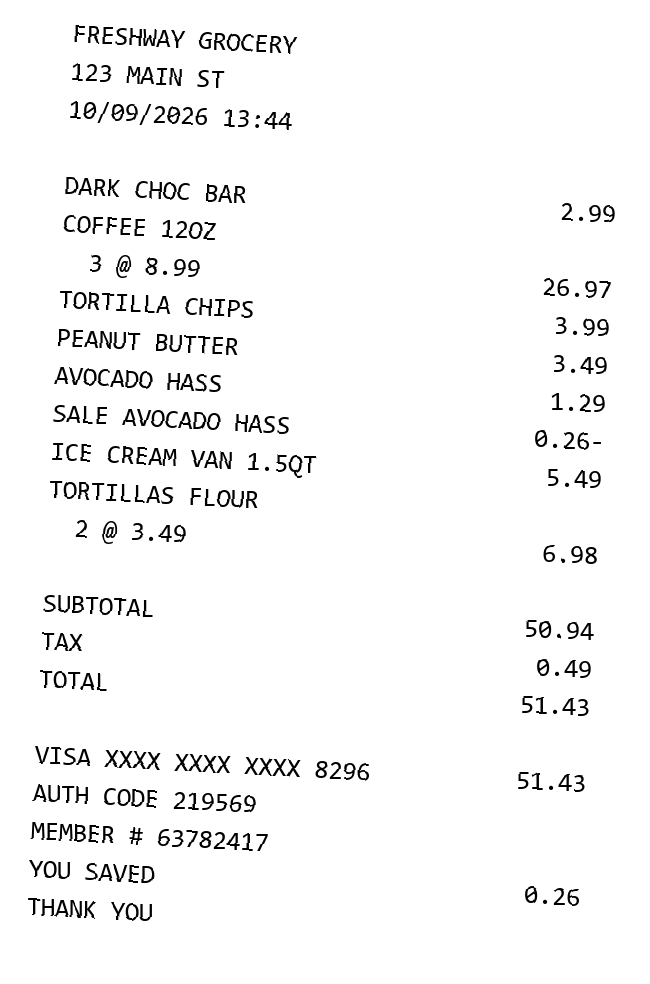 FRESHWAY GROCERY
123 MAIN ST
10/09/2026 13:44
DARK CHOC BAR 2.99
COFFEE 12OZ
3 @ 8.99 26.97
TORTILLA CHIPS 3.99
PEANUT BUTTER 3.49
AVOCADO HASS 1.29
SALE AVOCADO HASS 0.26-
ICE CREAM VAN 1.5QT 5.49
TORTILLAS FLOUR
2 @ 3.49 6.98
SUBTOTAL 50.94
TAX 0.49
TOTAL 51.43
VISA XXXX XXXX XXXX 8296 51.43
AUTH CODE 219569
MEMBER # 63782417
YOU SAVED 0.26
THANK YOU